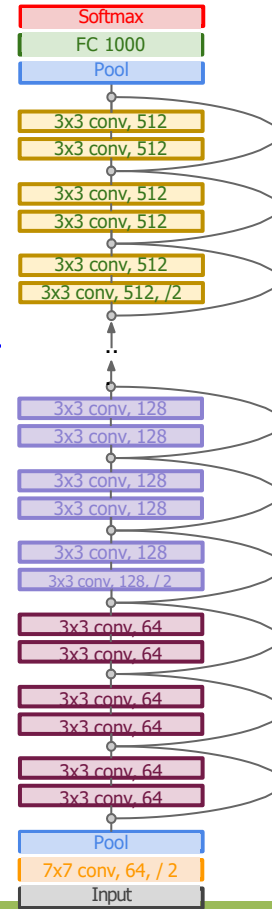 Softmax
FC 1000
Pool
3x3 conv, 512
3x3 conv, 512
3x3 conv, 512
3x3 conv, 512
3x3 conv, 512
3x3 conv, 512, /2
..
3x3 conv, 128
3x3 conv, 128
3x3 conv, 128
3x3 conv, 128
3x3 conv, 128
3x3 conv, 128, / 2
3x3 conv, 64
3x3 conv, 64
3x3 conv, 64
3x3 conv, 64
3x3 conv, 64
3x3 conv, 64
Pool
7x7 conv, 64, / 2
Input